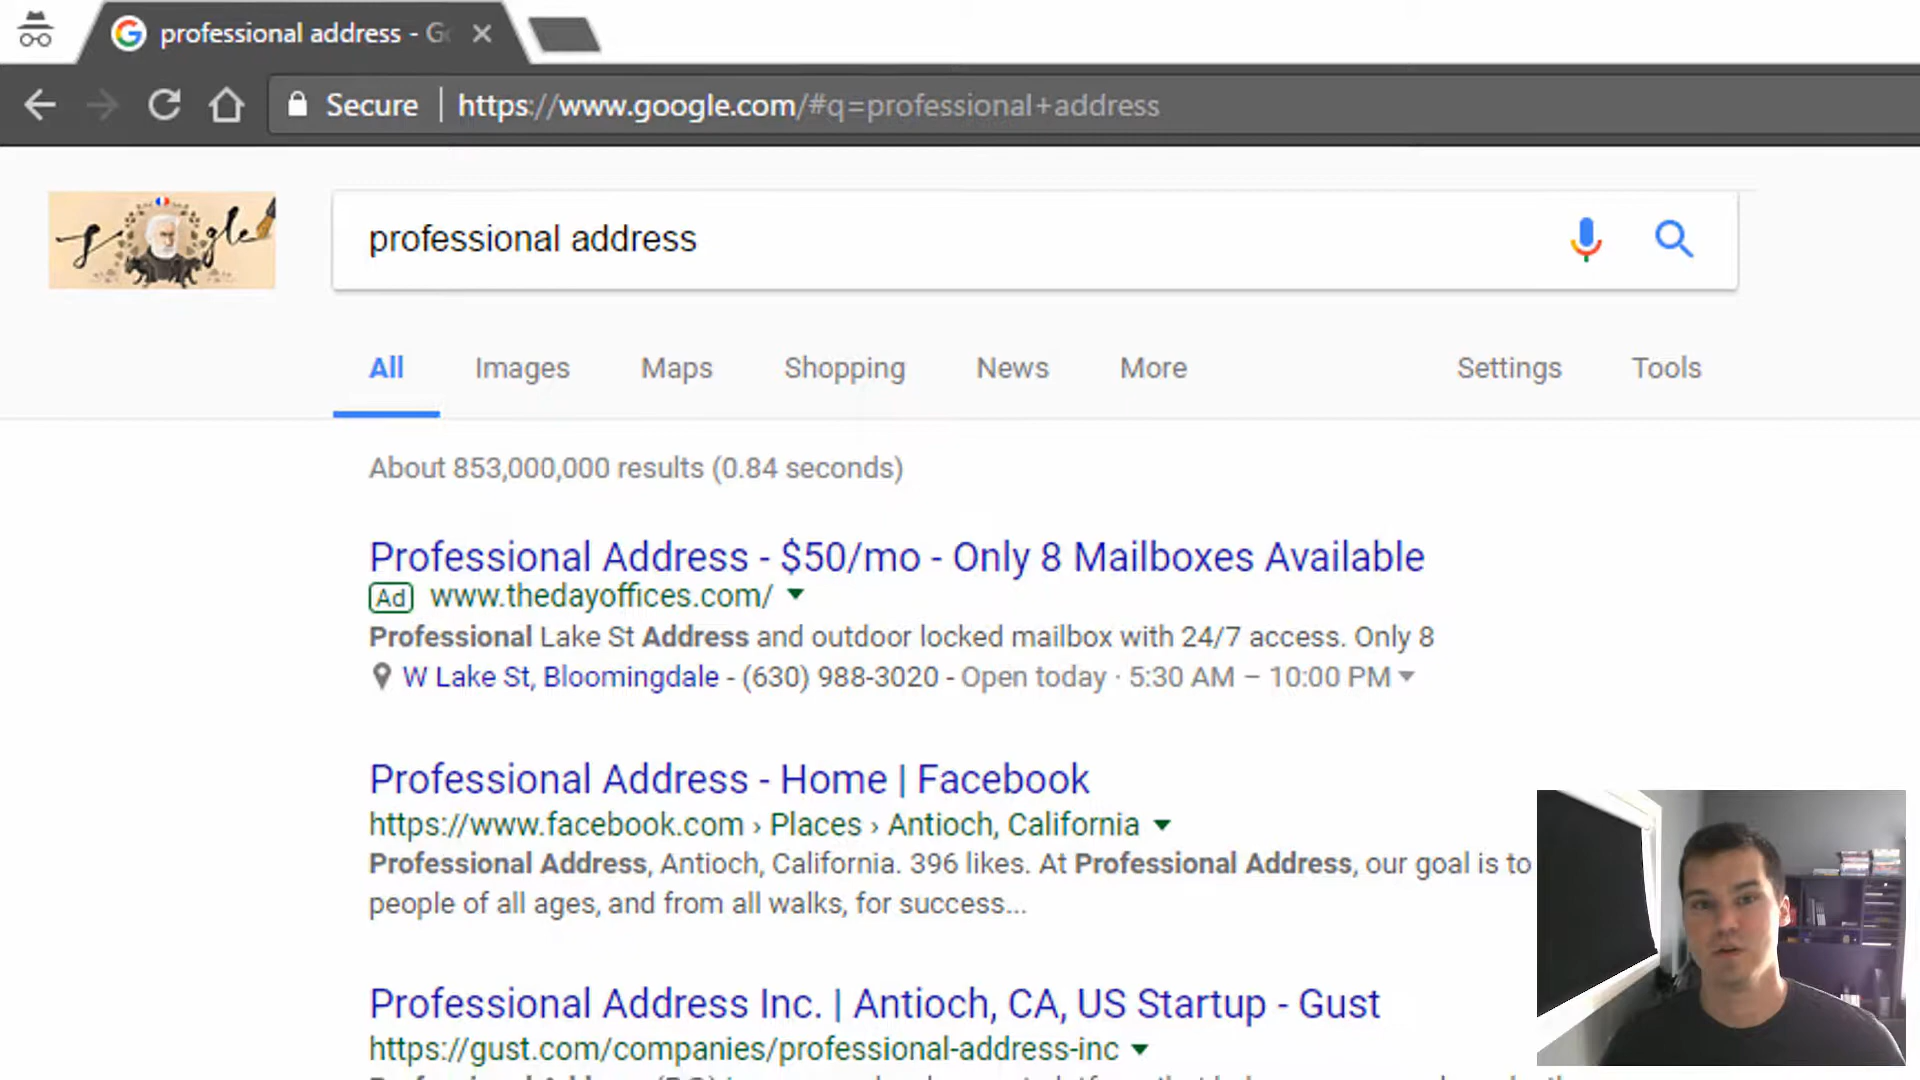 professional address - G
Secure | https://www.google.com/#q=professional+address
Google
professional address
All Images Maps Shopping News More Settings Tools
About 853,000,000 results (0.84 seconds)
Professional Address - $50/mo - Only 8 Mailboxes Available
Ad www.thedayoffices.com/
Professional Lake St Address and outdoor locked mailbox with 24/7 access. Only 8
W Lake St, Bloomingdale - (630) 988-3020 - Open today · 5:30 AM – 10:00 PM
Professional Address - Home | Facebook
https://www.facebook.com › Places › Antioch, California
Professional Address, Antioch, California. 396 likes. At Professional Address, our goal is to
people of all ages, and from all walks, for success...
Professional Address Inc. | Antioch, CA, US Startup - Gust
https://gust.com/companies/professional-address-inc